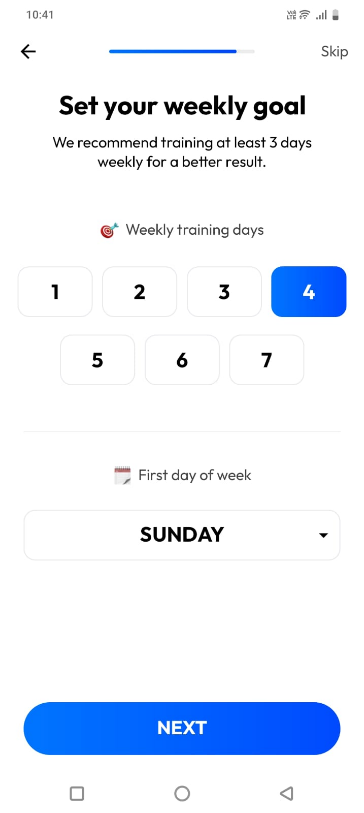 10:41
Skip
Set your weekly goal
We recommend training at least 3 days
weekly for a better result.
Weekly training days
1 2 3 4
5 6 7
First day of week
SUNDAY
NEXT